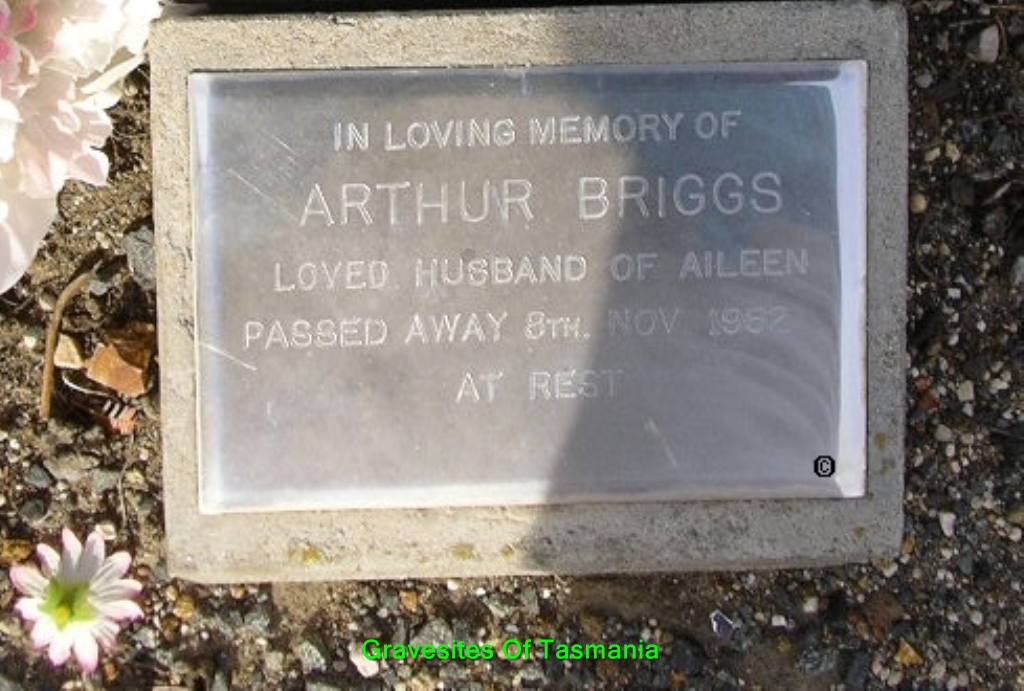 IN LOVING MEMORY OF
ARTHUR BRIGGS
LOVED HUSBAND OF AILEEN
PASSED AWAY 8TH. NOV 1962
AT REST
©
Gravesites Of Tasmania